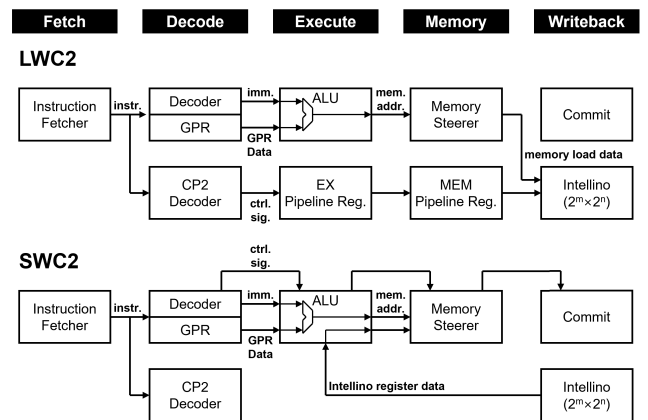 Fetch
Decode
Execute
Memory
Writeback
LWC2
Instruction
Fetcher
instr.
Decoder
GPR
imm.
GPR
Data
ALU
mem.
addr.
Memory
Steerer
Commit
memory load data
CP2
Decoder
ctrl.
sig.
EX
Pipeline Reg.
MEM
Pipeline Reg.
Intellino
(2ᵐ×2ⁿ)
SWC2
ctrl.
sig.
Instruction
Fetcher
instr.
Decoder
GPR
imm.
GPR
Data
ALU
mem.
addr.
Memory
Steerer
Commit
CP2
Decoder
Intellino register data
Intellino
(2ᵐ×2ⁿ)